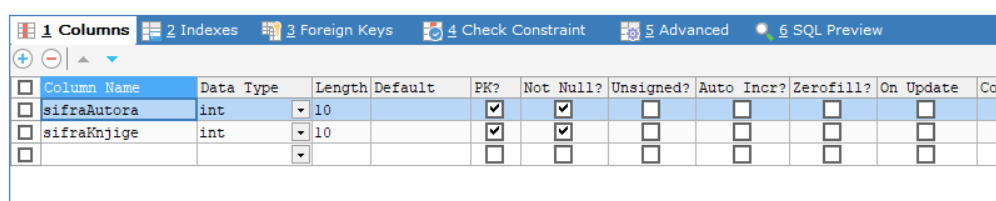 1 Columns 2 Indexes 3 Foreign Keys 4 Check Constraint 5 Advanced 6 SQL Preview
Column Name Data Type Length Default PK? Not Null? Unsigned? Auto Incr? Zerofill? On Update Co
sifraAutora int 10
sifraKnjige int 10